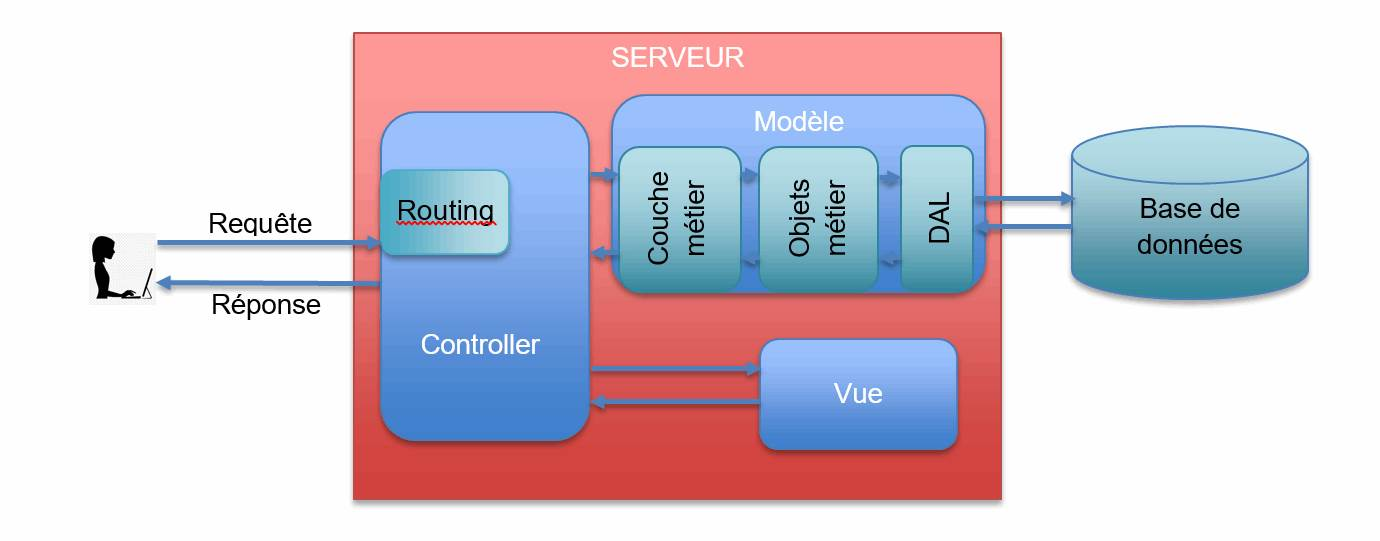 SERVEUR
Modèle
Routing
Couche
métier
Objets
métier
DAL
Base de
données
Requête
Réponse
Controller
Vue